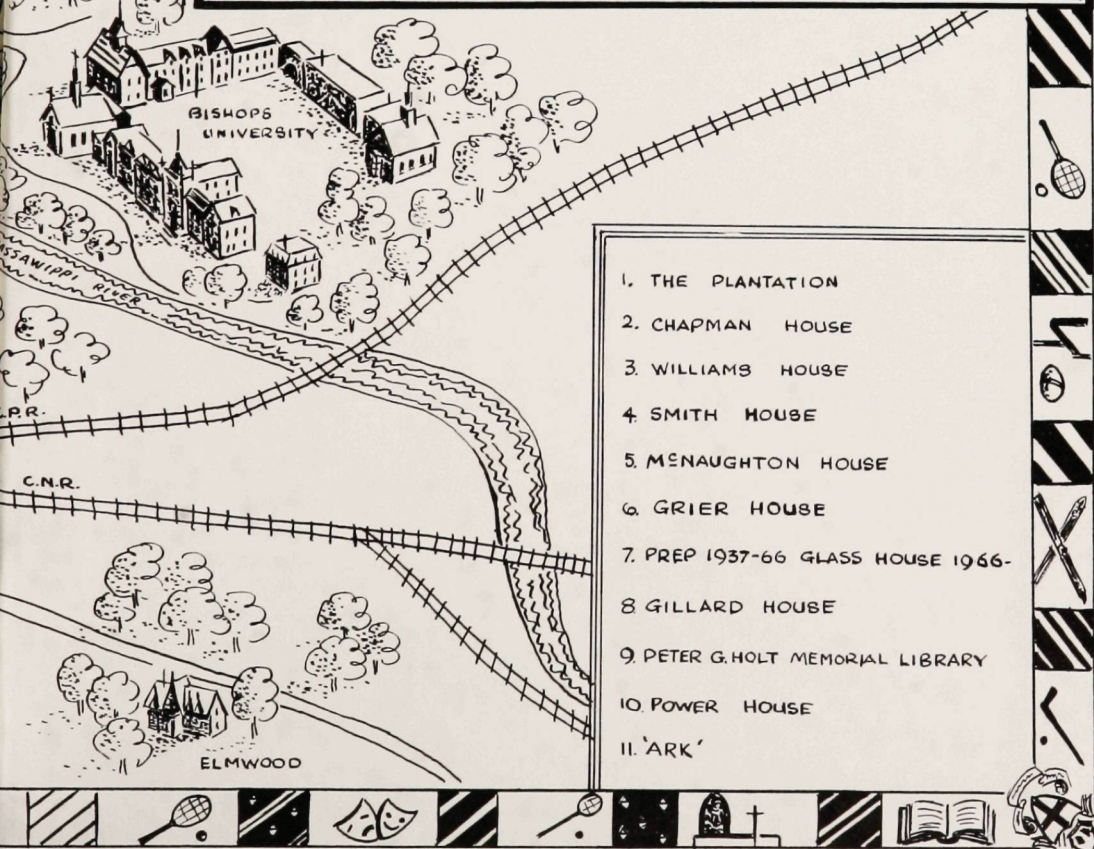 BISHOPS
UNIVERSITY
RIVER
C.N.R.
ELMWOOD
1. THE PLANTATION
2. CHAPMAN HOUSE
3. WILLIAMS HOUSE
4. SMITH HOUSE
5. McNAUGHTON HOUSE
6. GRIER HOUSE
7. PREP 1937-66 GLASS HOUSE 1966-
8 GILLARD HOUSE
9. PETER G. HOLT MEMORIAL LIBRARY
10. POWER HOUSE
11. 'ARK'